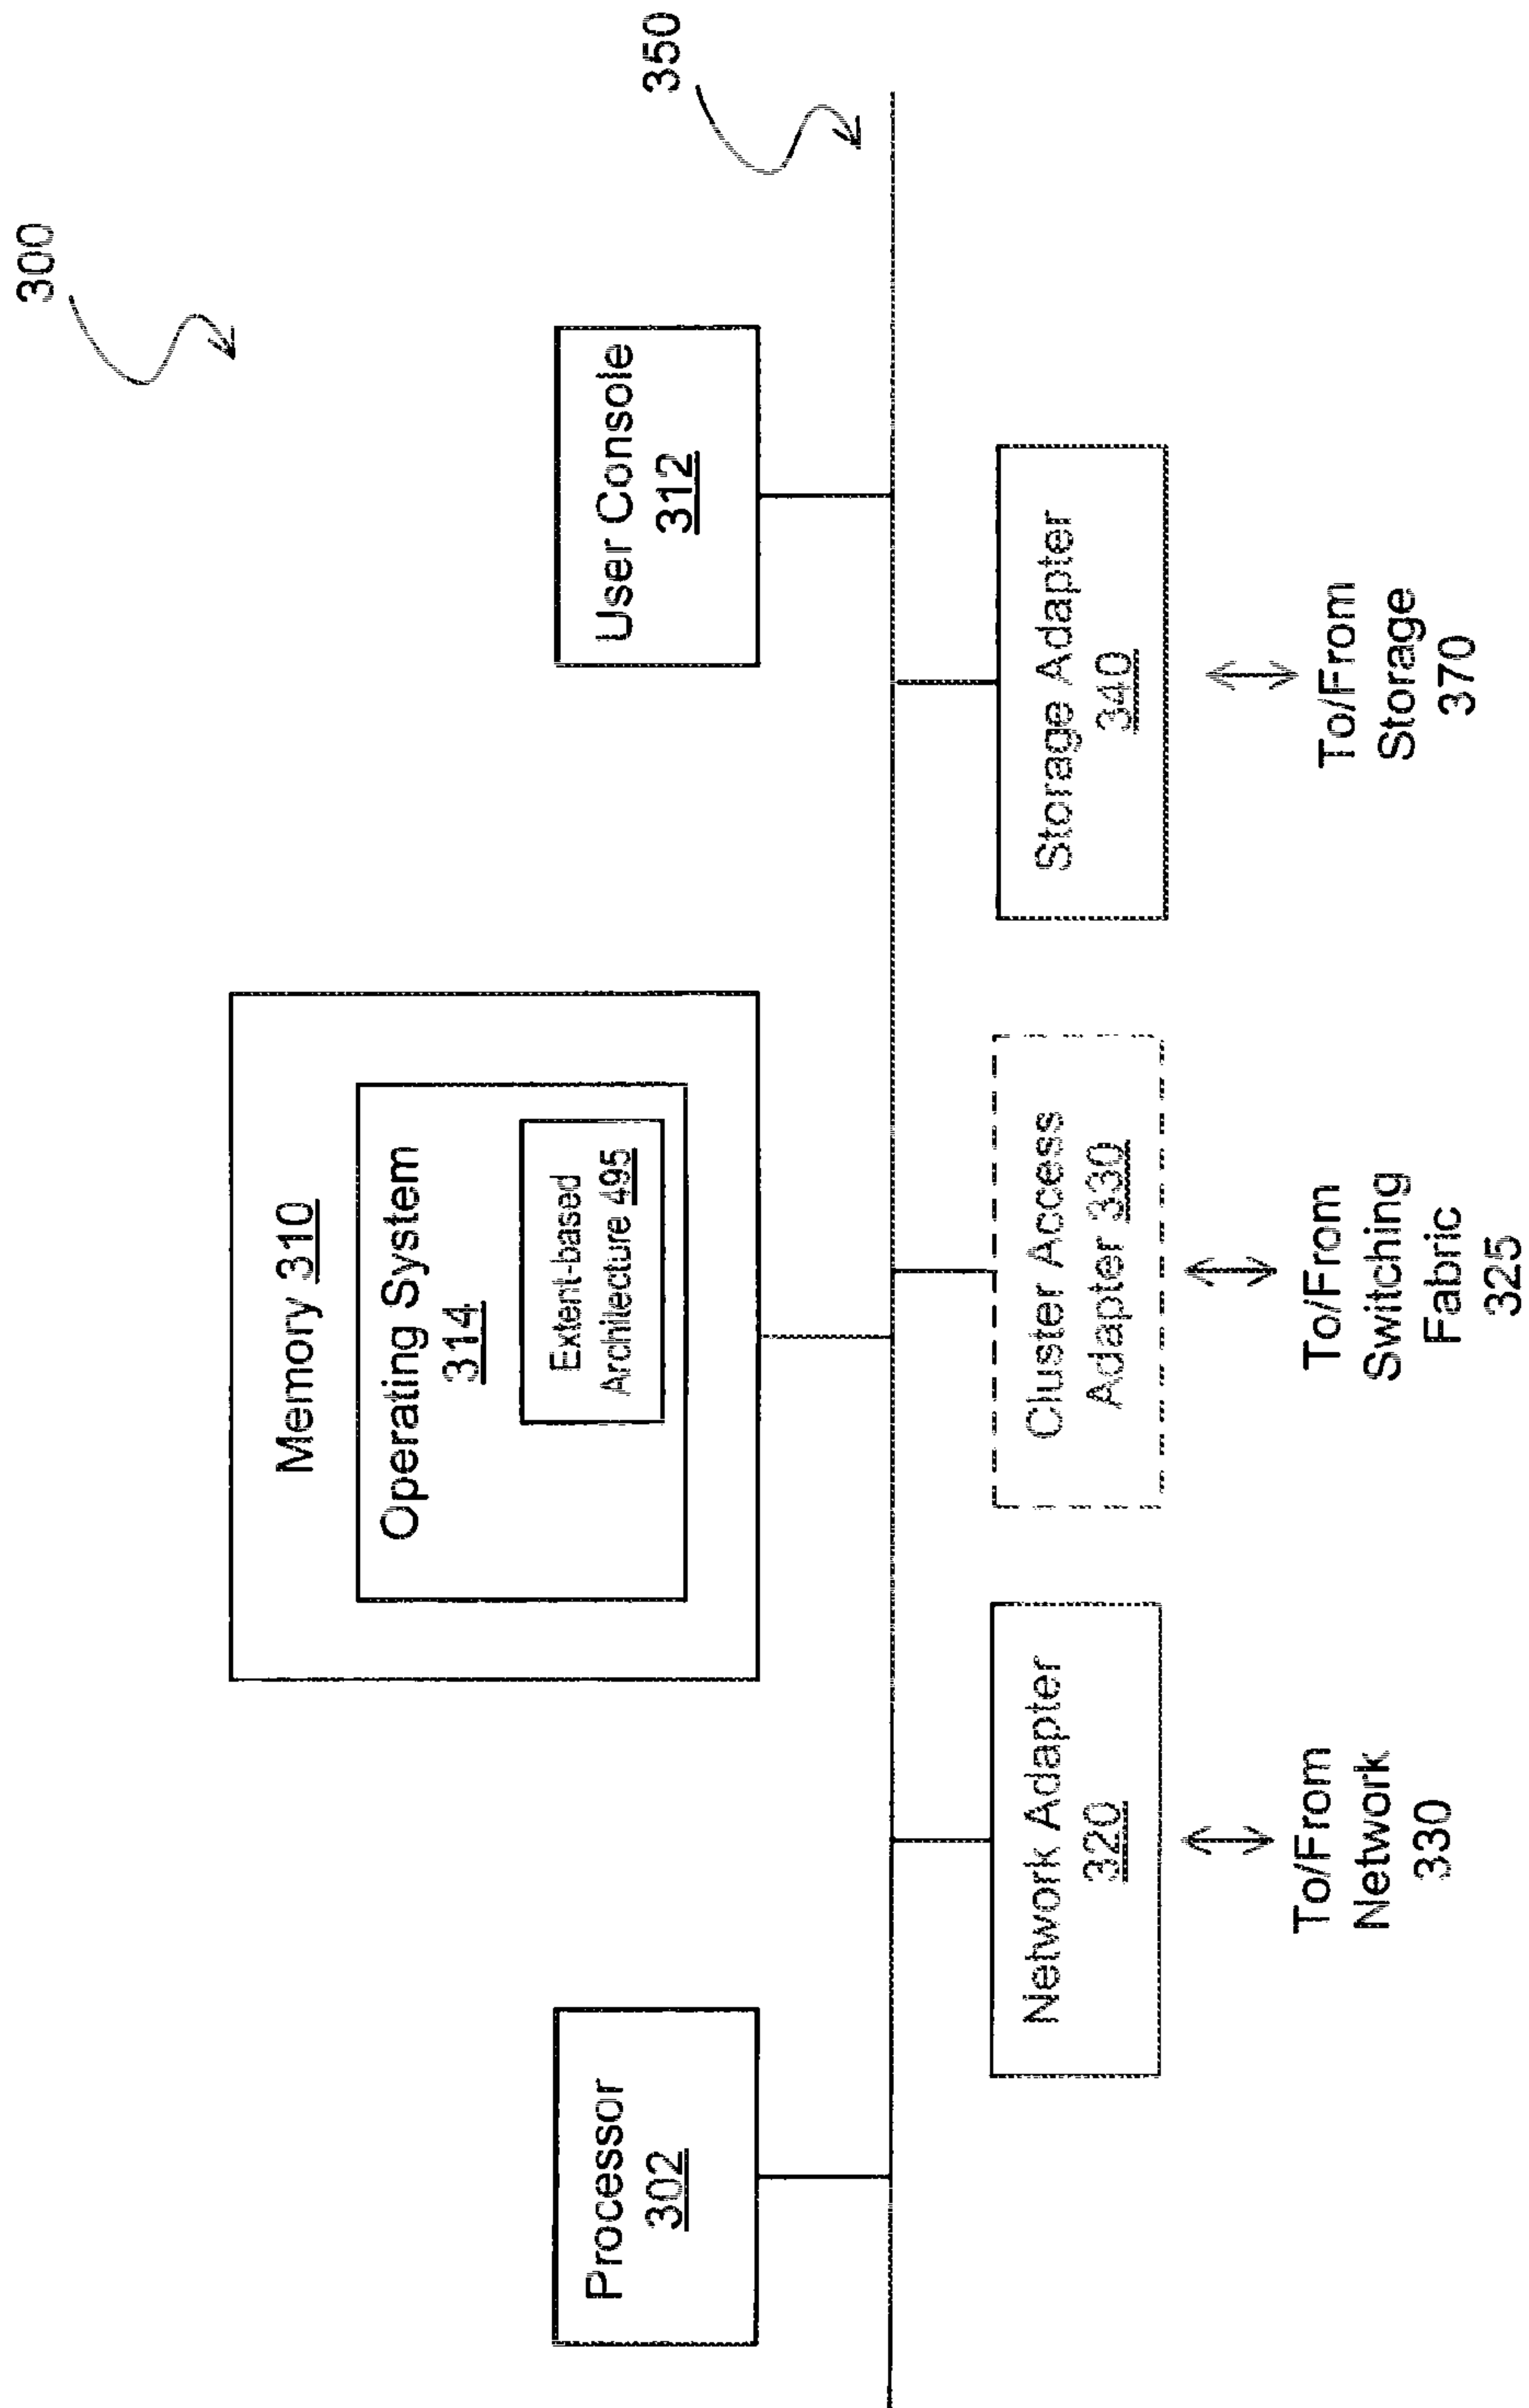 300
350
Memory 310
Operating System
314
Extent-based
Architecture 495
Processor
302
User Console
312
Network Adapter
320
Cluster Access
Adapter 330
Storage Adapter
340
To/From
Network
330
To/From
Switching
Fabric
325
To/From
Storage
370